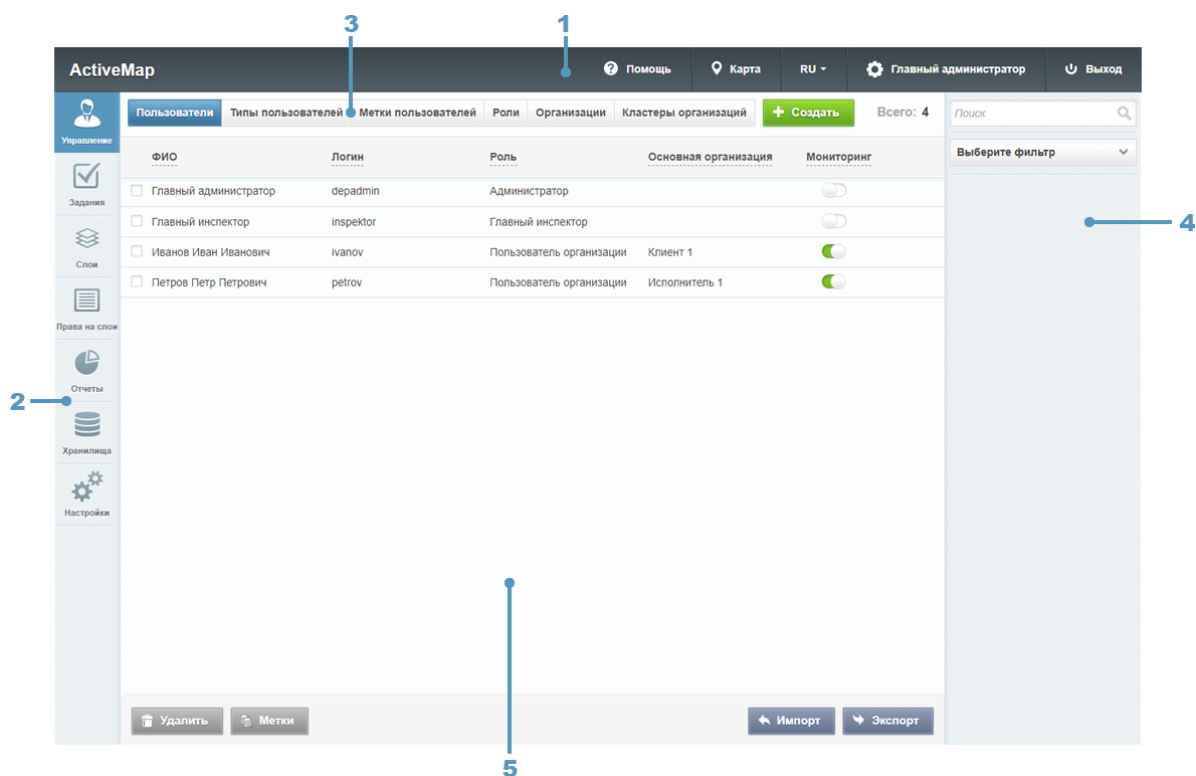 3 1
ActiveMap Помощь Карта RU Главный администратор Выход
Управление
Пользователи Типы пользователей Метки пользователей Роли Организации Кластеры организаций + Создать Всего: 4 Поиск
Выберите фильтр
ФИО Логин Роль Основная организация Мониторинг
Главный администратор depadmin Администратор
Главный инспектор inspektor Главный инспектор
Иванов Иван Иванович ivanov Пользователь организации Клиент 1
Петров Петр Петрович petrov Пользователь организации Исполнитель 1
4
Задания
Слои
Права на слои
Отчеты
2
Хранилища
Настройки
Удалить Метки Импорт Экспорт
5